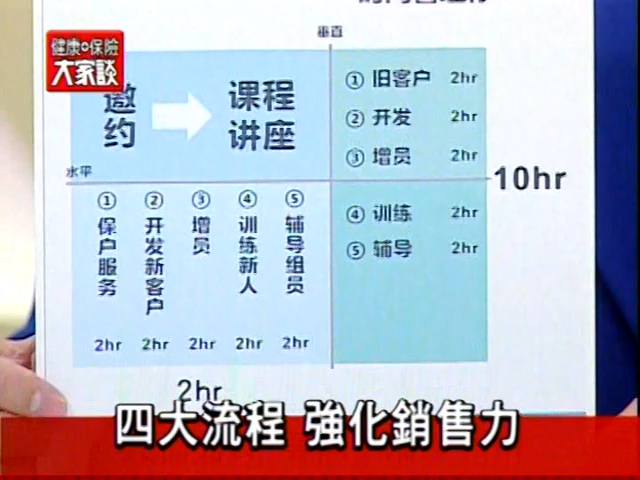 垂直
健康e保險
大家談
邀约
课程
讲座
① 旧客户 2hr
② 开发 2hr
③ 增员 2hr
水平
10hr
④ 训练 2hr
⑤ 辅导 2hr
① 保户服务 2hr
② 开发新客户 2hr
③ 增员 2hr
④ 训练新人 2hr
⑤ 辅导组员 2hr
2hr
四大流程 強化銷售力